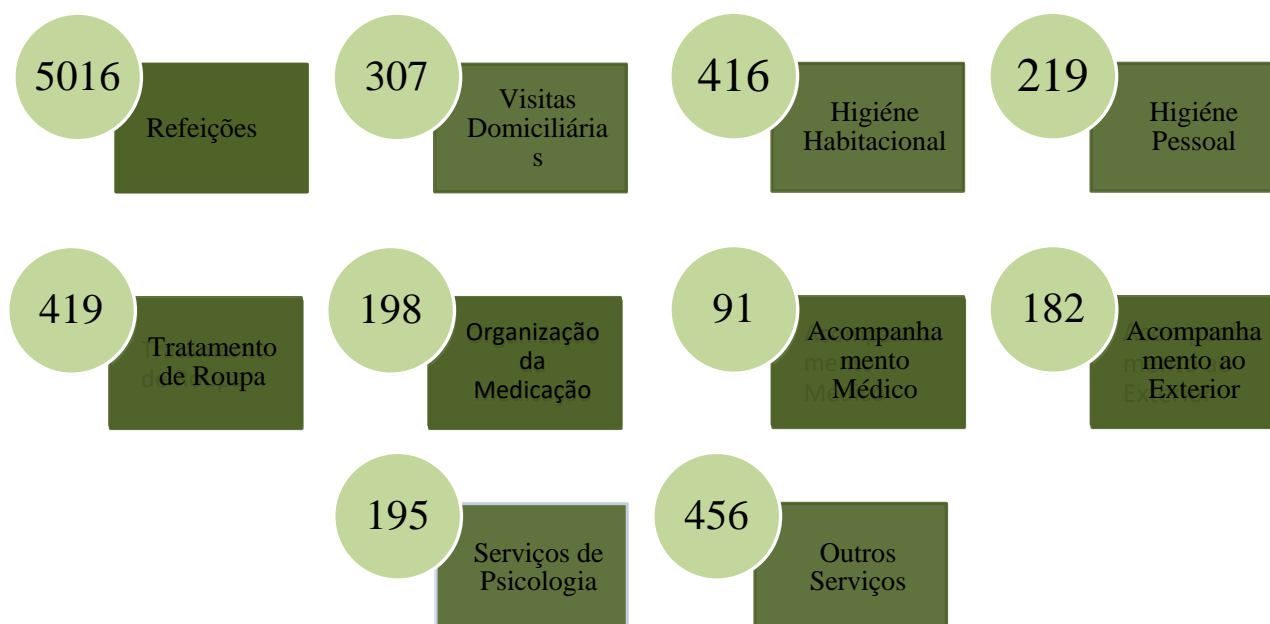 5016
Refeições
307
Visitas
Domiciliária
s
416
Higiéne
Habitacional
219
Higiéne
Pessoal
419
Tratamento
de Roupa
198
Organização
da
Medicação
91
Acompanha
mento
Médico
182
Acompanha
mento ao
Exterior
195
Serviços de
Psicologia
456
Outros
Serviços